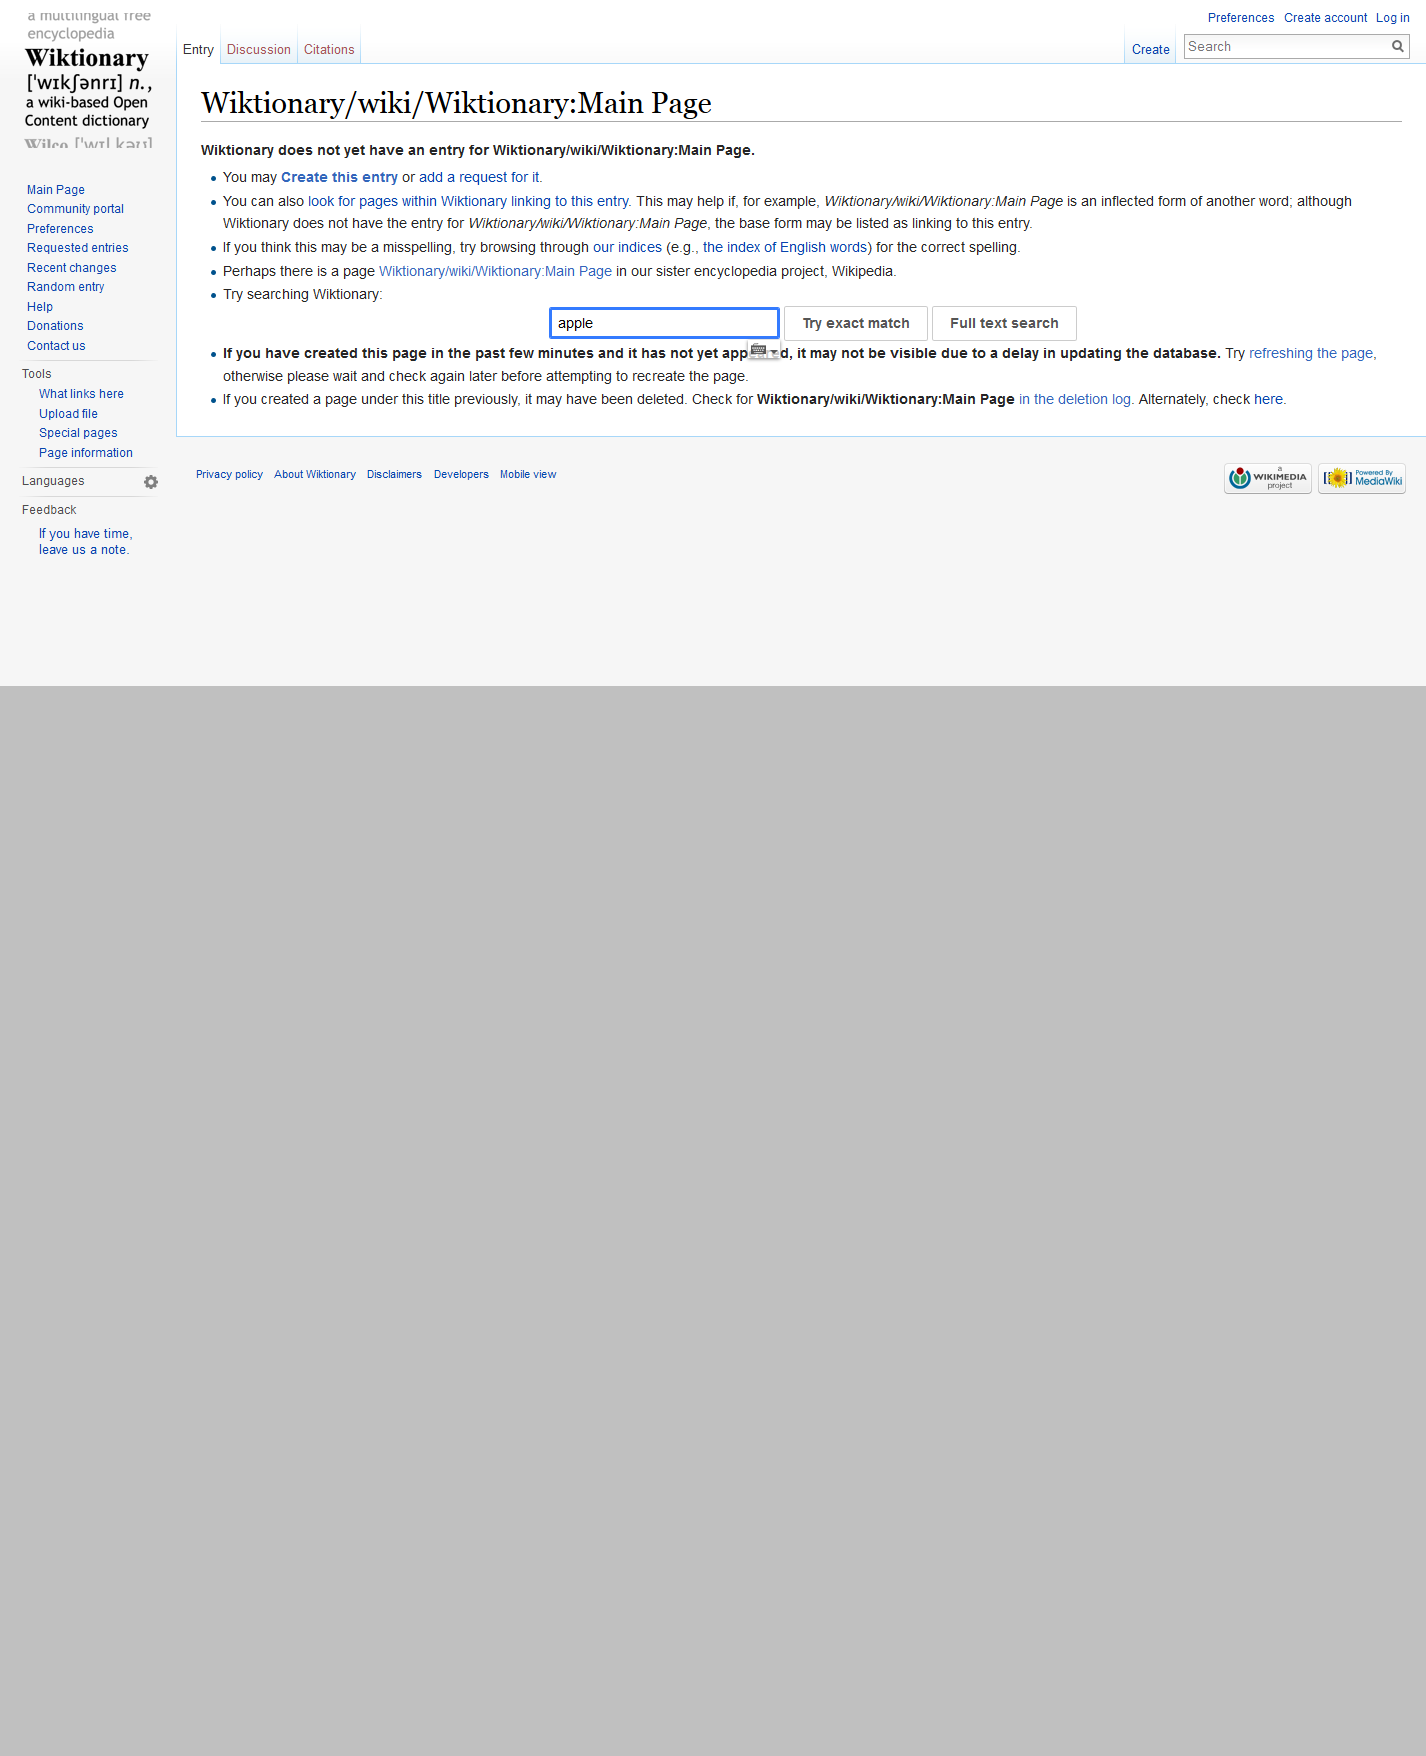 a multilingual free
encyclopedia
Wiktionary
['wɪkʃənrɪ] n.,
a wiki-based Open
Content dictionary
Wilco ['wɪl kəʊ]
Preferences Create account Log in
Entry Discussion Citations Create Search
Wiktionary/wiki/Wiktionary:Main Page
Wiktionary does not yet have an entry for Wiktionary/wiki/Wiktionary:Main Page.
You may Create this entry or add a request for it.
You can also look for pages within Wiktionary linking to this entry. This may help if, for example, Wiktionary/wiki/Wiktionary:Main Page is an inflected form of another word; although
Wiktionary does not have the entry for Wiktionary/wiki/Wiktionary:Main Page, the base form may be listed as linking to this entry.
If you think this may be a misspelling, try browsing through our indices (e.g., the index of English words) for the correct spelling.
Perhaps there is a page Wiktionary/wiki/Wiktionary:Main Page in our sister encyclopedia project, Wikipedia.
Try searching Wiktionary:
apple Try exact match Full text search
If you have created this page in the past few minutes and it has not yet app d, it may not be visible due to a delay in updating the database. Try refreshing the page,
otherwise please wait and check again later before attempting to recreate the page.
If you created a page under this title previously, it may have been deleted. Check for Wiktionary/wiki/Wiktionary:Main Page in the deletion log. Alternately, check here.
Main Page
Community portal
Preferences
Requested entries
Recent changes
Random entry
Help
Donations
Contact us
Tools
What links here
Upload file
Special pages
Page information
Languages
Feedback
If you have time,
leave us a note.
Privacy policy About Wiktionary Disclaimers Developers Mobile view
a
WIKIMEDIA
project
Powered By
MediaWiki